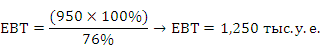 EBT = (950 × 100%) / 76% → EBT = 1,250 тыс. у. е.